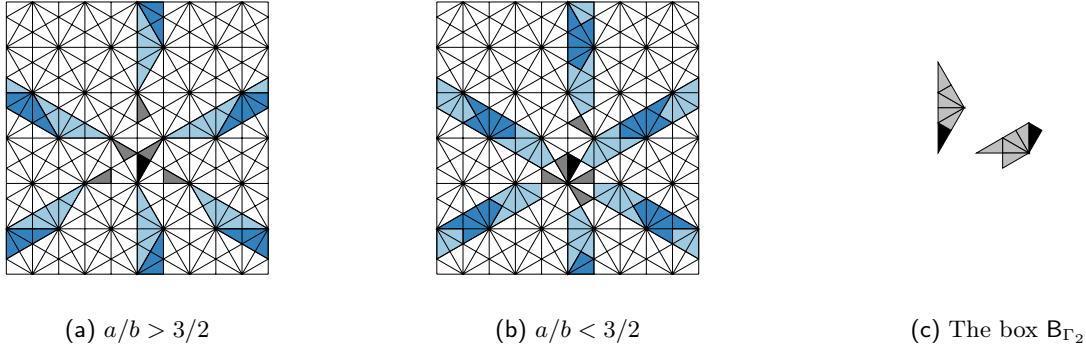 (a) a/b > 3/2
(b) a/b < 3/2
(c) The box B_{Γ_2}